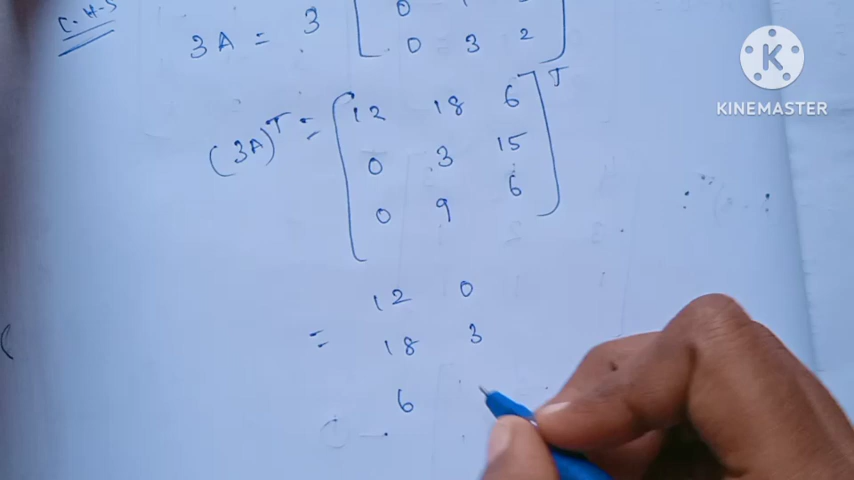 L.H.S
0
3A = 3 [ 0 3 2 ]
(3A)^T = [ 12 18 6
0 3 15
0 9 6 ]^T
= 12 0
18 3
6
K
KINEMASTER